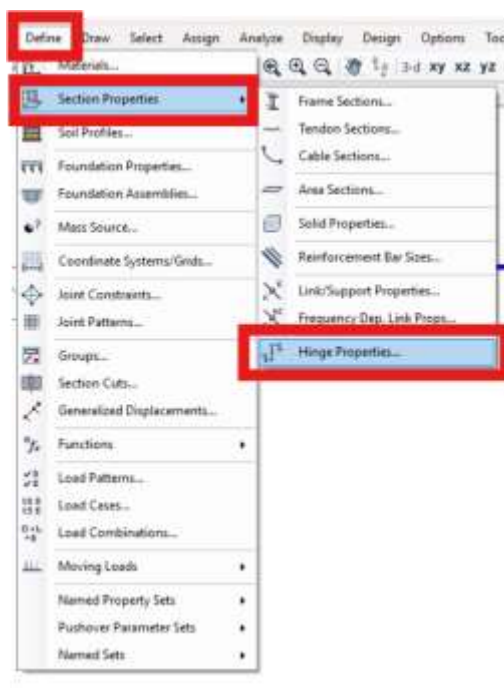 Define Draw Select Assign Analyze Display Design Options
Materials...
3-d xy xz yz
Section Properties
Frame Sections...
Soil Profiles...
Tendon Sections...
Foundation Properties...
Cable Sections...
Foundation Assemblies...
Area Sections...
Mass Source...
Solid Properties...
Coordinate Systems/Grids...
Reinforcement Bar Sizes...
Joint Constraints...
Link/Support Properties...
Joint Patterns...
Frequency Dep. Link Props...
Groups...
Hinge Properties...
Section Cuts...
Generalized Displacements...
Functions
Load Patterns...
Load Cases...
Load Combinations...
Moving Loads
Named Property Sets
Pushover Parameter Sets
Named Sets